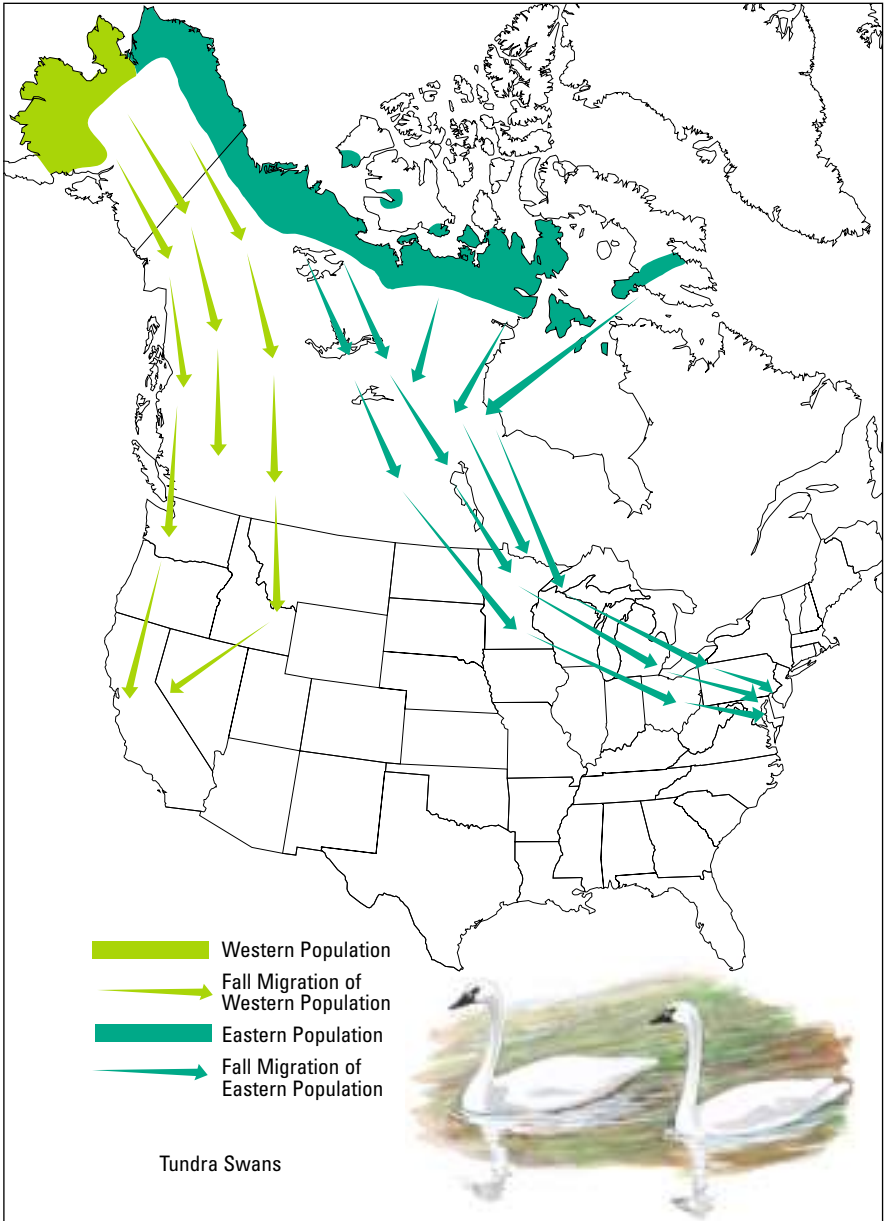 Western Population
Fall Migration of
Western Population
Eastern Population
Fall Migration of
Eastern Population
Tundra Swans